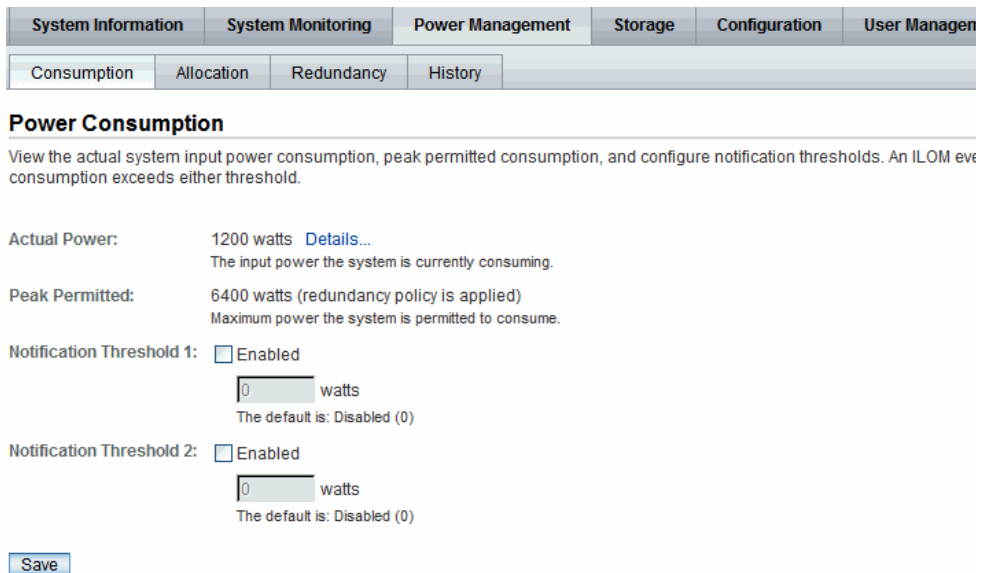 System Information System Monitoring Power Management Storage Configuration
User
Consumption Allocation Redundancy History
Power Consumption
View the actual system input power consumption, peak permitted consumption, and configure notification thresholds. An ILOM
consumption exceeds either threshold.
Actual Power: 1200 watts Details...
The input power the system is currently consuming.
Peak Permitted: 6400 watts (redundancy policy is applied)
Maximum power the system is permitted to consume.
Notification Threshold 1: Enabled
0 watts
The default is: Disabled (0)
Notification Threshold 2: Enabled
0 watts
The default is: Disabled (0)
Save